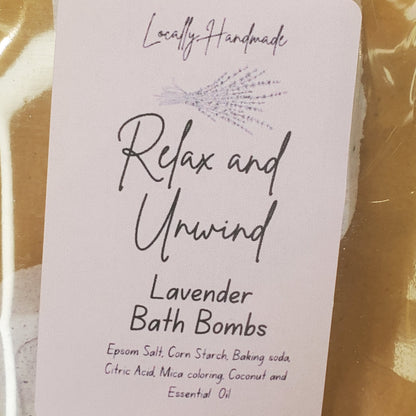 Locally Handmade
Relax and
Unwind
Lavender
Bath Bombs
Epsom Salt, Corn Starch, Baking soda,
Citric Acid, Mica coloring, Coconut and
Essential Oil